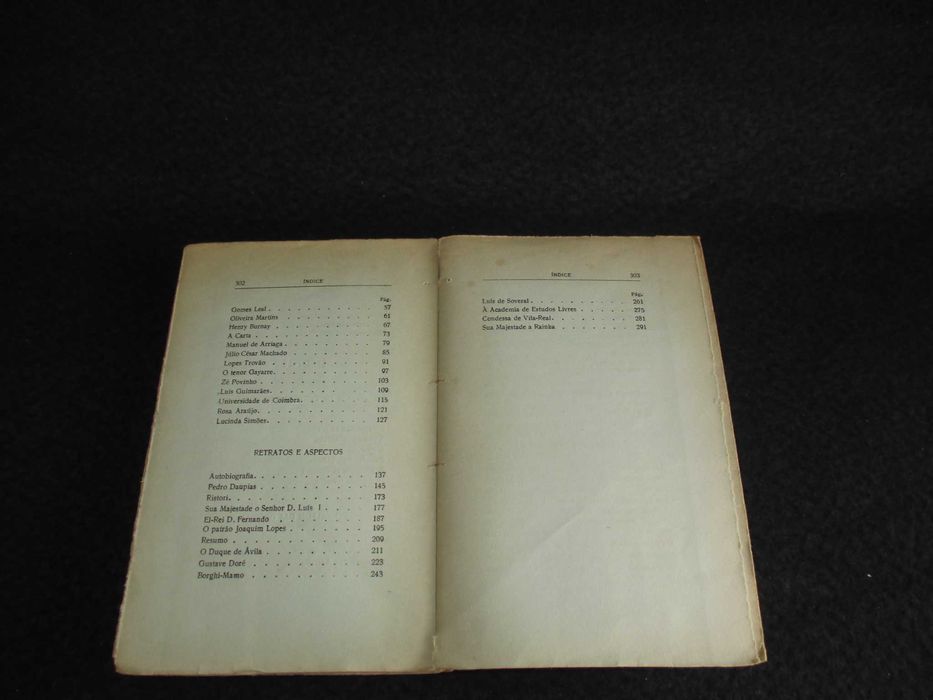 302 ÍNDICE
Pág.
Gomes Leal . . . . . . . . . . 57
Oliveira Martins . . . . . . . . 61
Henry Burnay . . . . . . . . . 67
A Carta . . . . . . . . . . . 73
Manuel de Arriaga . . . . . . . . 79
Júlio César Machado . . . . . . . 85
Lopes Trovão . . . . . . . . . 91
O tenor Gayarre. . . . . . . . . 97
Zé Povinho . . . . . . . . . . 103
Luís Guimarães. . . . . . . . . 109
Universidade de Coimbra. . . . . . 115
Rosa Araújo. . . . . . . . . . 121
Lucinda Simões. . . . . . . . . 127
RETRATOS E ASPECTOS
Autobiografia. . . . . . . . . . 137
Pedro Daupias . . . . . . . . . 145
Ristori. . . . . . . . . . . . 173
Sua Majestade o Senhor D. Luís I . . . . 177
El-Rei D. Fernando . . . . . . . 187
O patrão Joaquim Lopes . . . . . . . 195
Resumo . . . . . . . . . . . 209
O Duque de Ávila . . . . . . . . 211
Gustave Doré . . . . . . . . . 223
Borghi-Mamo . . . . . . . . . 243
ÍNDICE 303
Pág.
Luís de Soveral . . . . . . . . . 261
À Academia de Estudos Livres . . . . . 275
Condessa de Vila-Real. . . . . . . 281
Sua Majestade a Rainha . . . . . . . 291